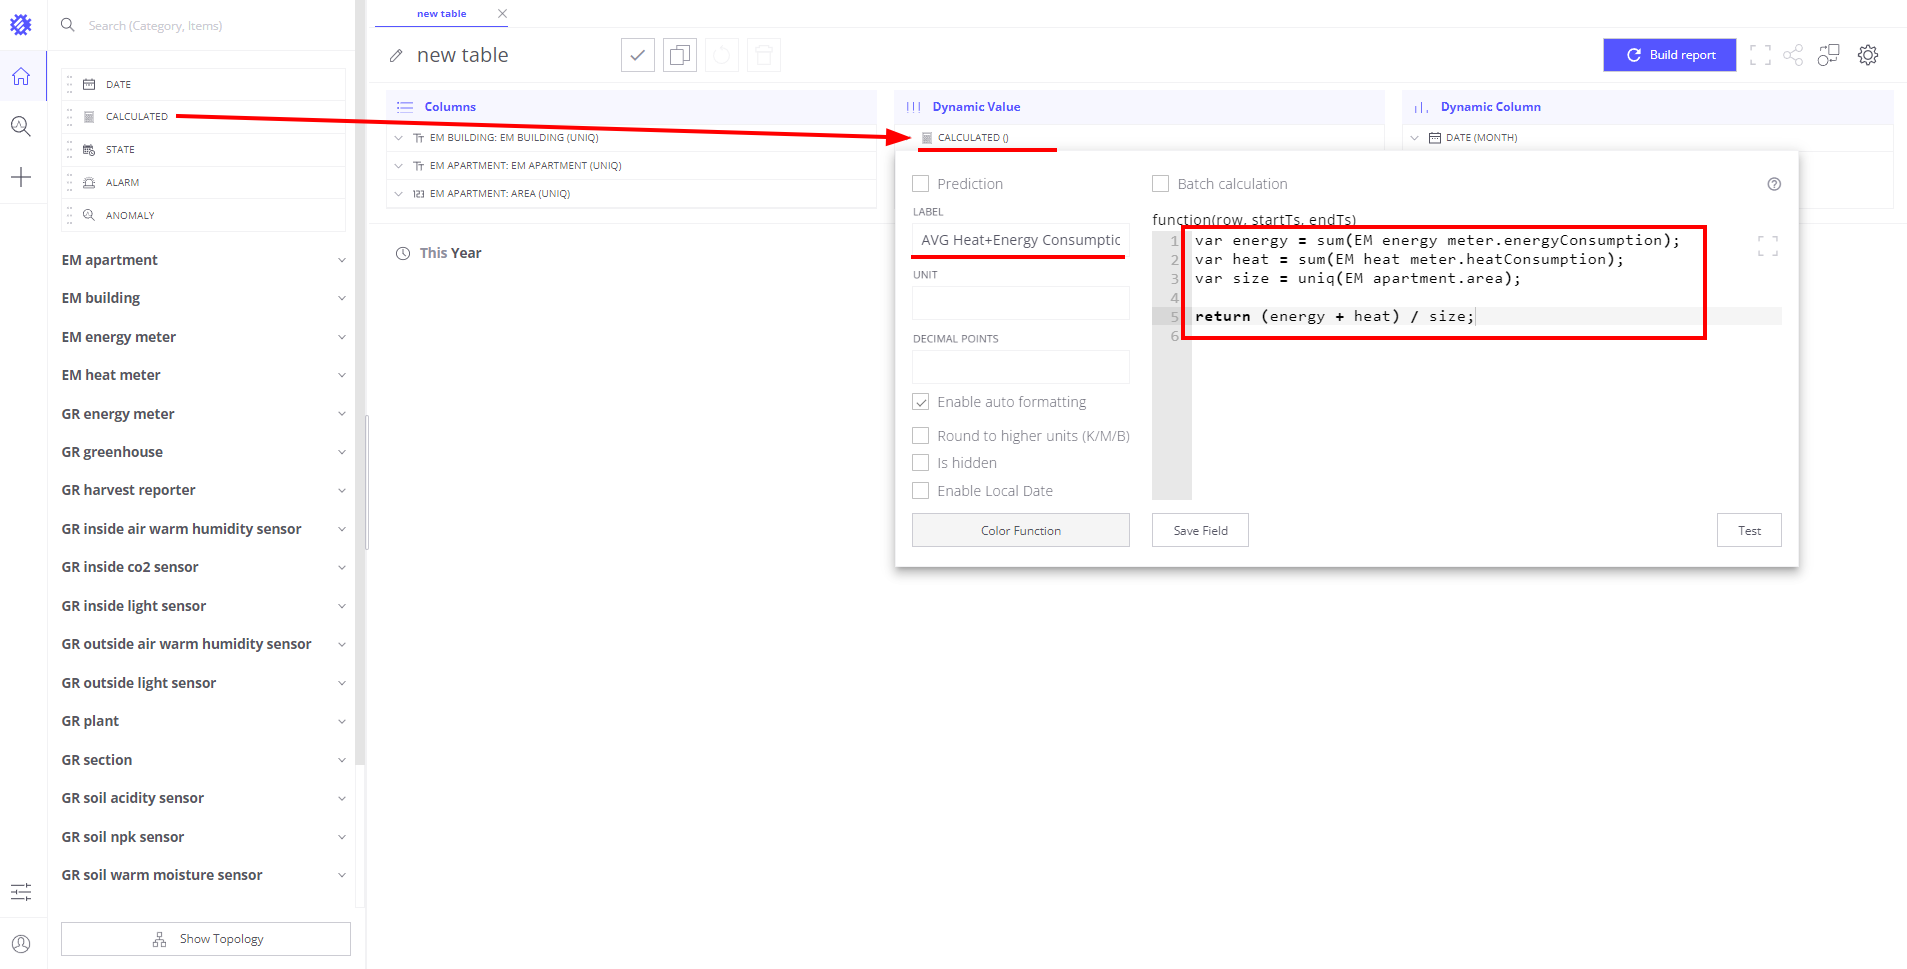 new table
Search (Category, Items)
new table
Build report
DATE
CALCULATED
STATE
ALARM
ANOMALY
EM apartment
EM building
EM energy meter
EM heat meter
GR energy meter
GR greenhouse
GR harvest reporter
GR inside air warm humidity sensor
GR inside co2 sensor
GR inside light sensor
GR outside air warm humidity sensor
GR outside light sensor
GR plant
GR section
GR soil acidity sensor
GR soil npk sensor
GR soil warm moisture sensor
Show Topology
Columns
EM BUILDING: EM BUILDING (UNIQ)
EM APARTMENT: EM APARTMENT (UNIQ)
123 EM APARTMENT: AREA (UNIQ)
This Year
Dynamic Value
CALCULATED ()
Dynamic Column
DATE (MONTH)
Prediction
LABEL
AVG Heat+Energy Consumptic
UNIT
DECIMAL POINTS
Enable auto formatting
Round to higher units (K/M/B)
Is hidden
Enable Local Date
Color Function
Batch calculation
function(row, startTs, endTs)
1 var energy = sum(EM energy meter.energyConsumption);
2 var heat = sum(EM heat meter.heatConsumption);
3 var size = uniq(EM apartment.area);
4
5 return (energy + heat) / size;
6
Save Field
Test